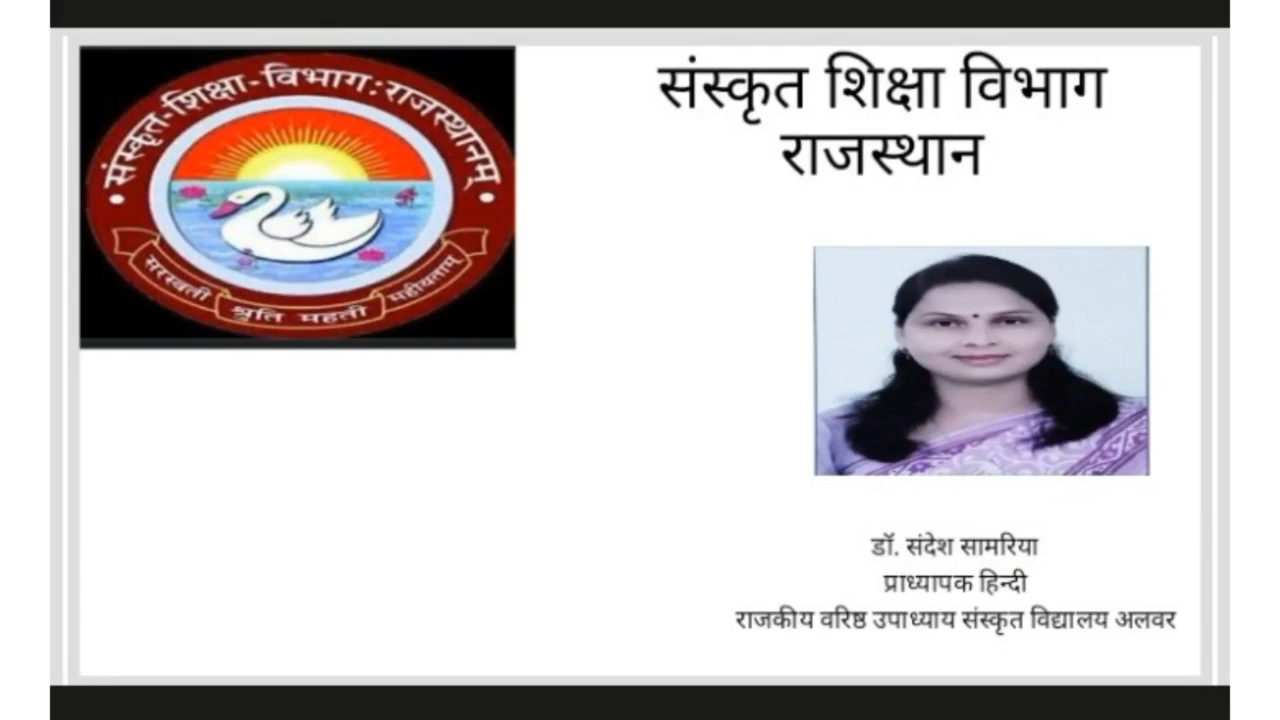 संस्कृत-शिक्षा-विभागः राजस्थानम्
सरस्वती श्रुति महती महीयताम्
संस्कृत शिक्षा विभाग
राजस्थान
डॉ. संदेश सामरिया
प्राध्यापक हिन्दी
राजकीय वरिष्ठ उपाध्याय संस्कृत विद्यालय अलवर